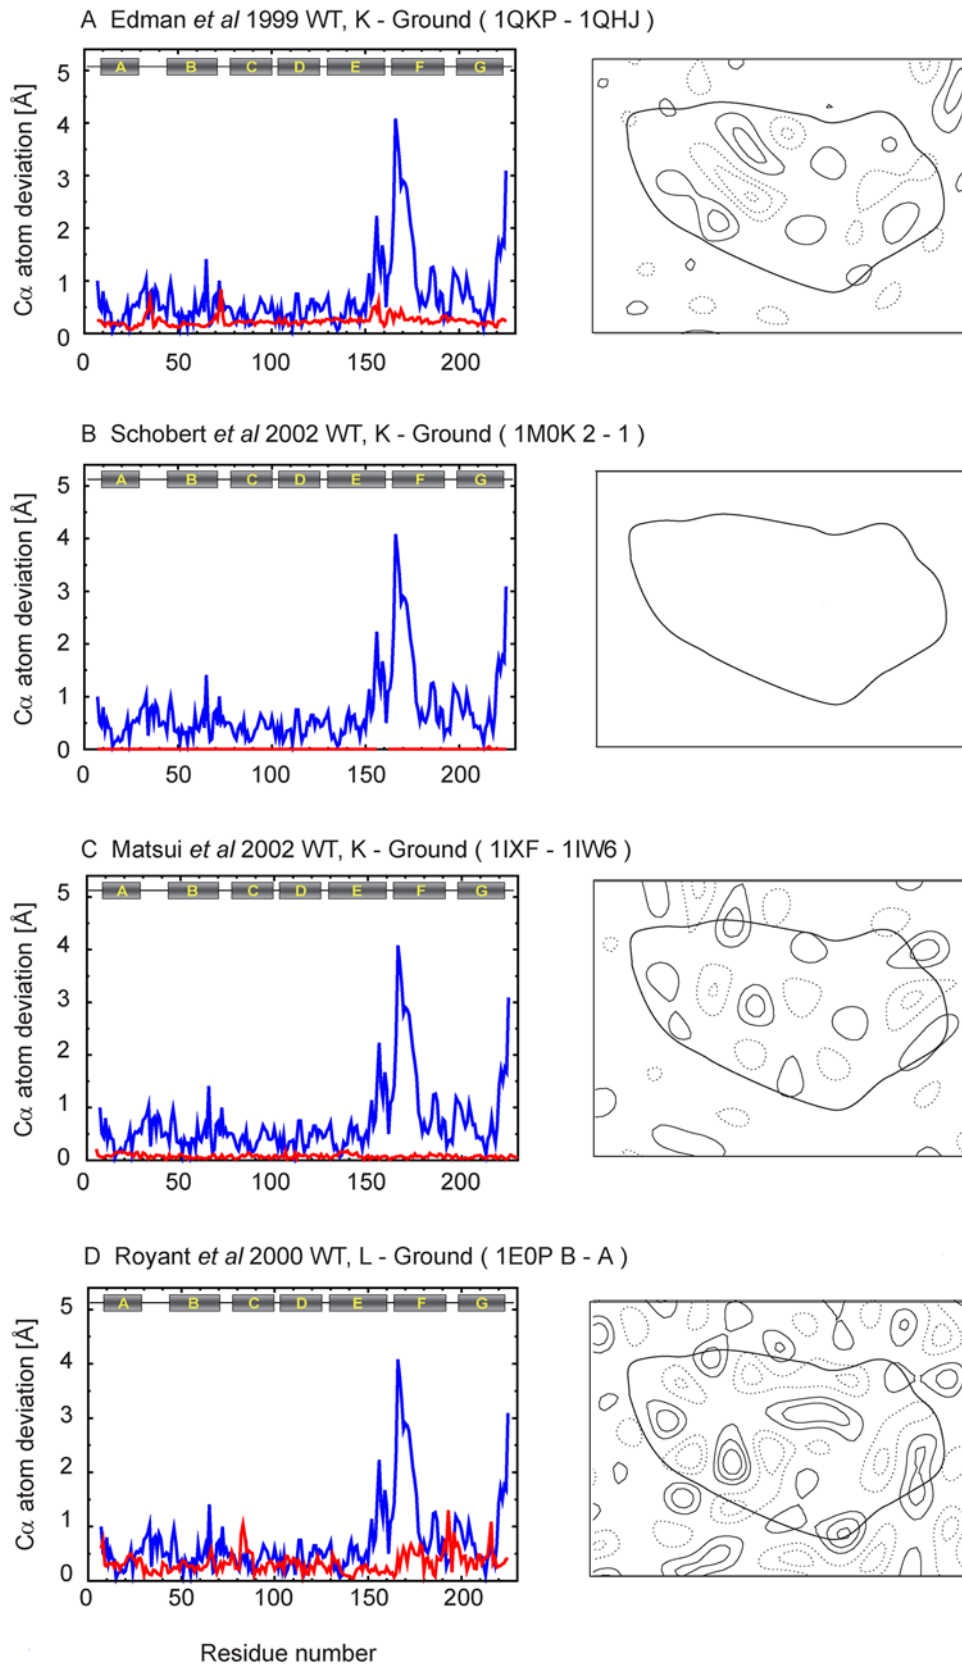 A Edman et al 1999 WT, K - Ground ( 1QKP - 1QHJ )
A B C D E F G
Cα atom deviation [Å]
5
4
3
2
1
0
0 50 100 150 200
B Schobert et al 2002 WT, K - Ground ( 1M0K 2 - 1 )
A B C D E F G
Cα atom deviation [Å]
5
4
3
2
1
0
0 50 100 150 200
C Matsui et al 2002 WT, K - Ground ( 1IXF - 1IW6 )
A B C D E F G
Cα atom deviation [Å]
5
4
3
2
1
0
0 50 100 150 200
D Royant et al 2000 WT, L - Ground ( 1E0P B - A )
A B C D E F G
Cα atom deviation [Å]
5
4
3
2
1
0
0 50 100 150 200
Residue number